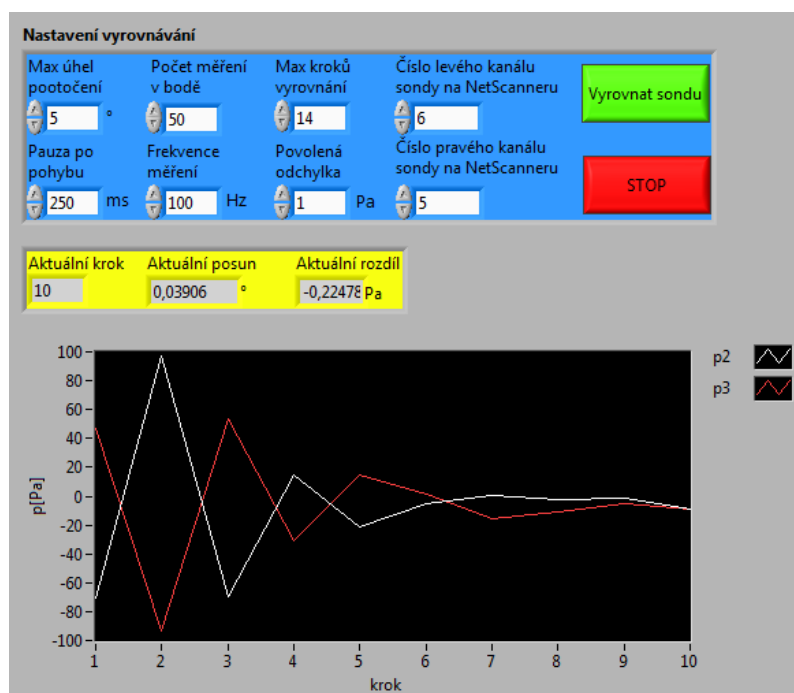 Nastavení vyrovnávání
Max úhel
pootočení
5 °
Počet měření
v bodě
50
Max kroků
vyrovnání
14
Číslo levého kanálu
sondy na NetScanneru
6
Vyrovnat sondu
Pauza po
pohybu
250 ms
Frekvence
měření
100 Hz
Povolená
odchylka
1 Pa
Číslo pravého kanálu
sondy na NetScanneru
5
STOP
Aktuální krok
10
Aktuální posun
0,03906 °
Aktuální rozdíl
-0,22478 Pa
p2
p3
p[Pa]
100
80
60
40
20
0
-20
-40
-60
-80
-100
1 2 3 4 5 6 7 8 9 10
krok